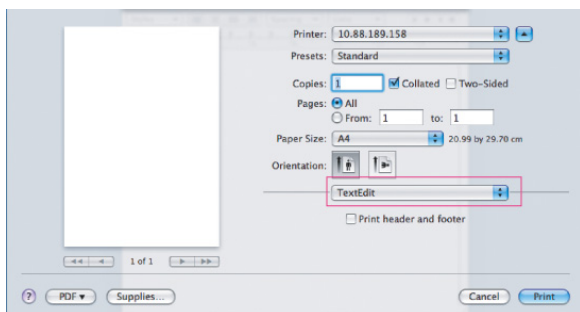 Printer: 10.88.189.158
Presets: Standard
Copies: 1 Collated Two-Sided
Pages: All
From: 1 to: 1
Paper Size: A4 20.99 by 29.70 cm
Orientation:
TextEdit
Print header and footer
1 of 1
? PDF Supplies... Cancel Print